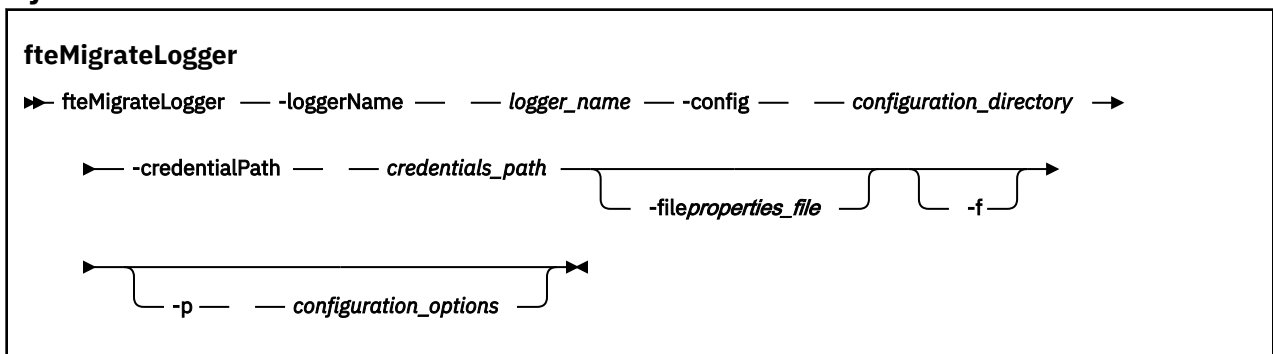 fteMigrateLogger
fteMigrateLogger -loggerName logger_name -config configuration_directory
-credentialPath credentials_path
-fileproperties_file -f
-p configuration_options